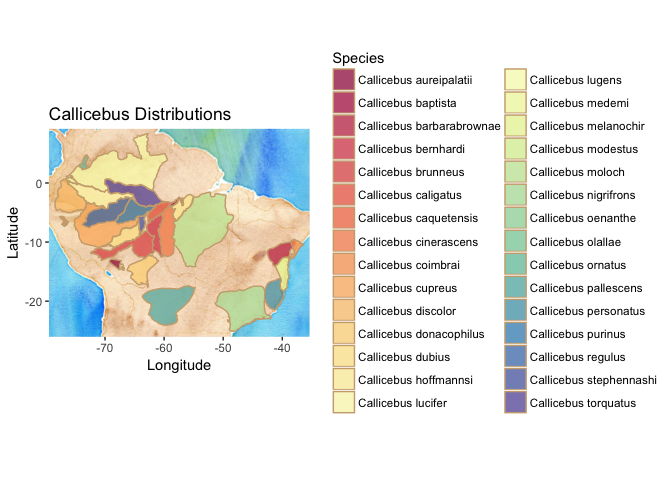 Callicebus Distributions
Latitude
0
-10
-20
-70
-60
-50
-40
Longitude
Species
Callicebus aureipalatii
Callicebus baptista
Callicebus barbarabrownae
Callicebus bernhardi
Callicebus brunneus
Callicebus caligatus
Callicebus caquetensis
Callicebus cinerascens
Callicebus coimbrai
Callicebus cupreus
Callicebus discolor
Callicebus donacophilus
Callicebus dubius
Callicebus hoffmannsi
Callicebus lucifer
Callicebus lugens
Callicebus medemi
Callicebus melanochir
Callicebus modestus
Callicebus moloch
Callicebus nigrifrons
Callicebus oenanthe
Callicebus olallae
Callicebus ornatus
Callicebus pallescens
Callicebus personatus
Callicebus purinus
Callicebus regulus
Callicebus stephennashi
Callicebus torquatus